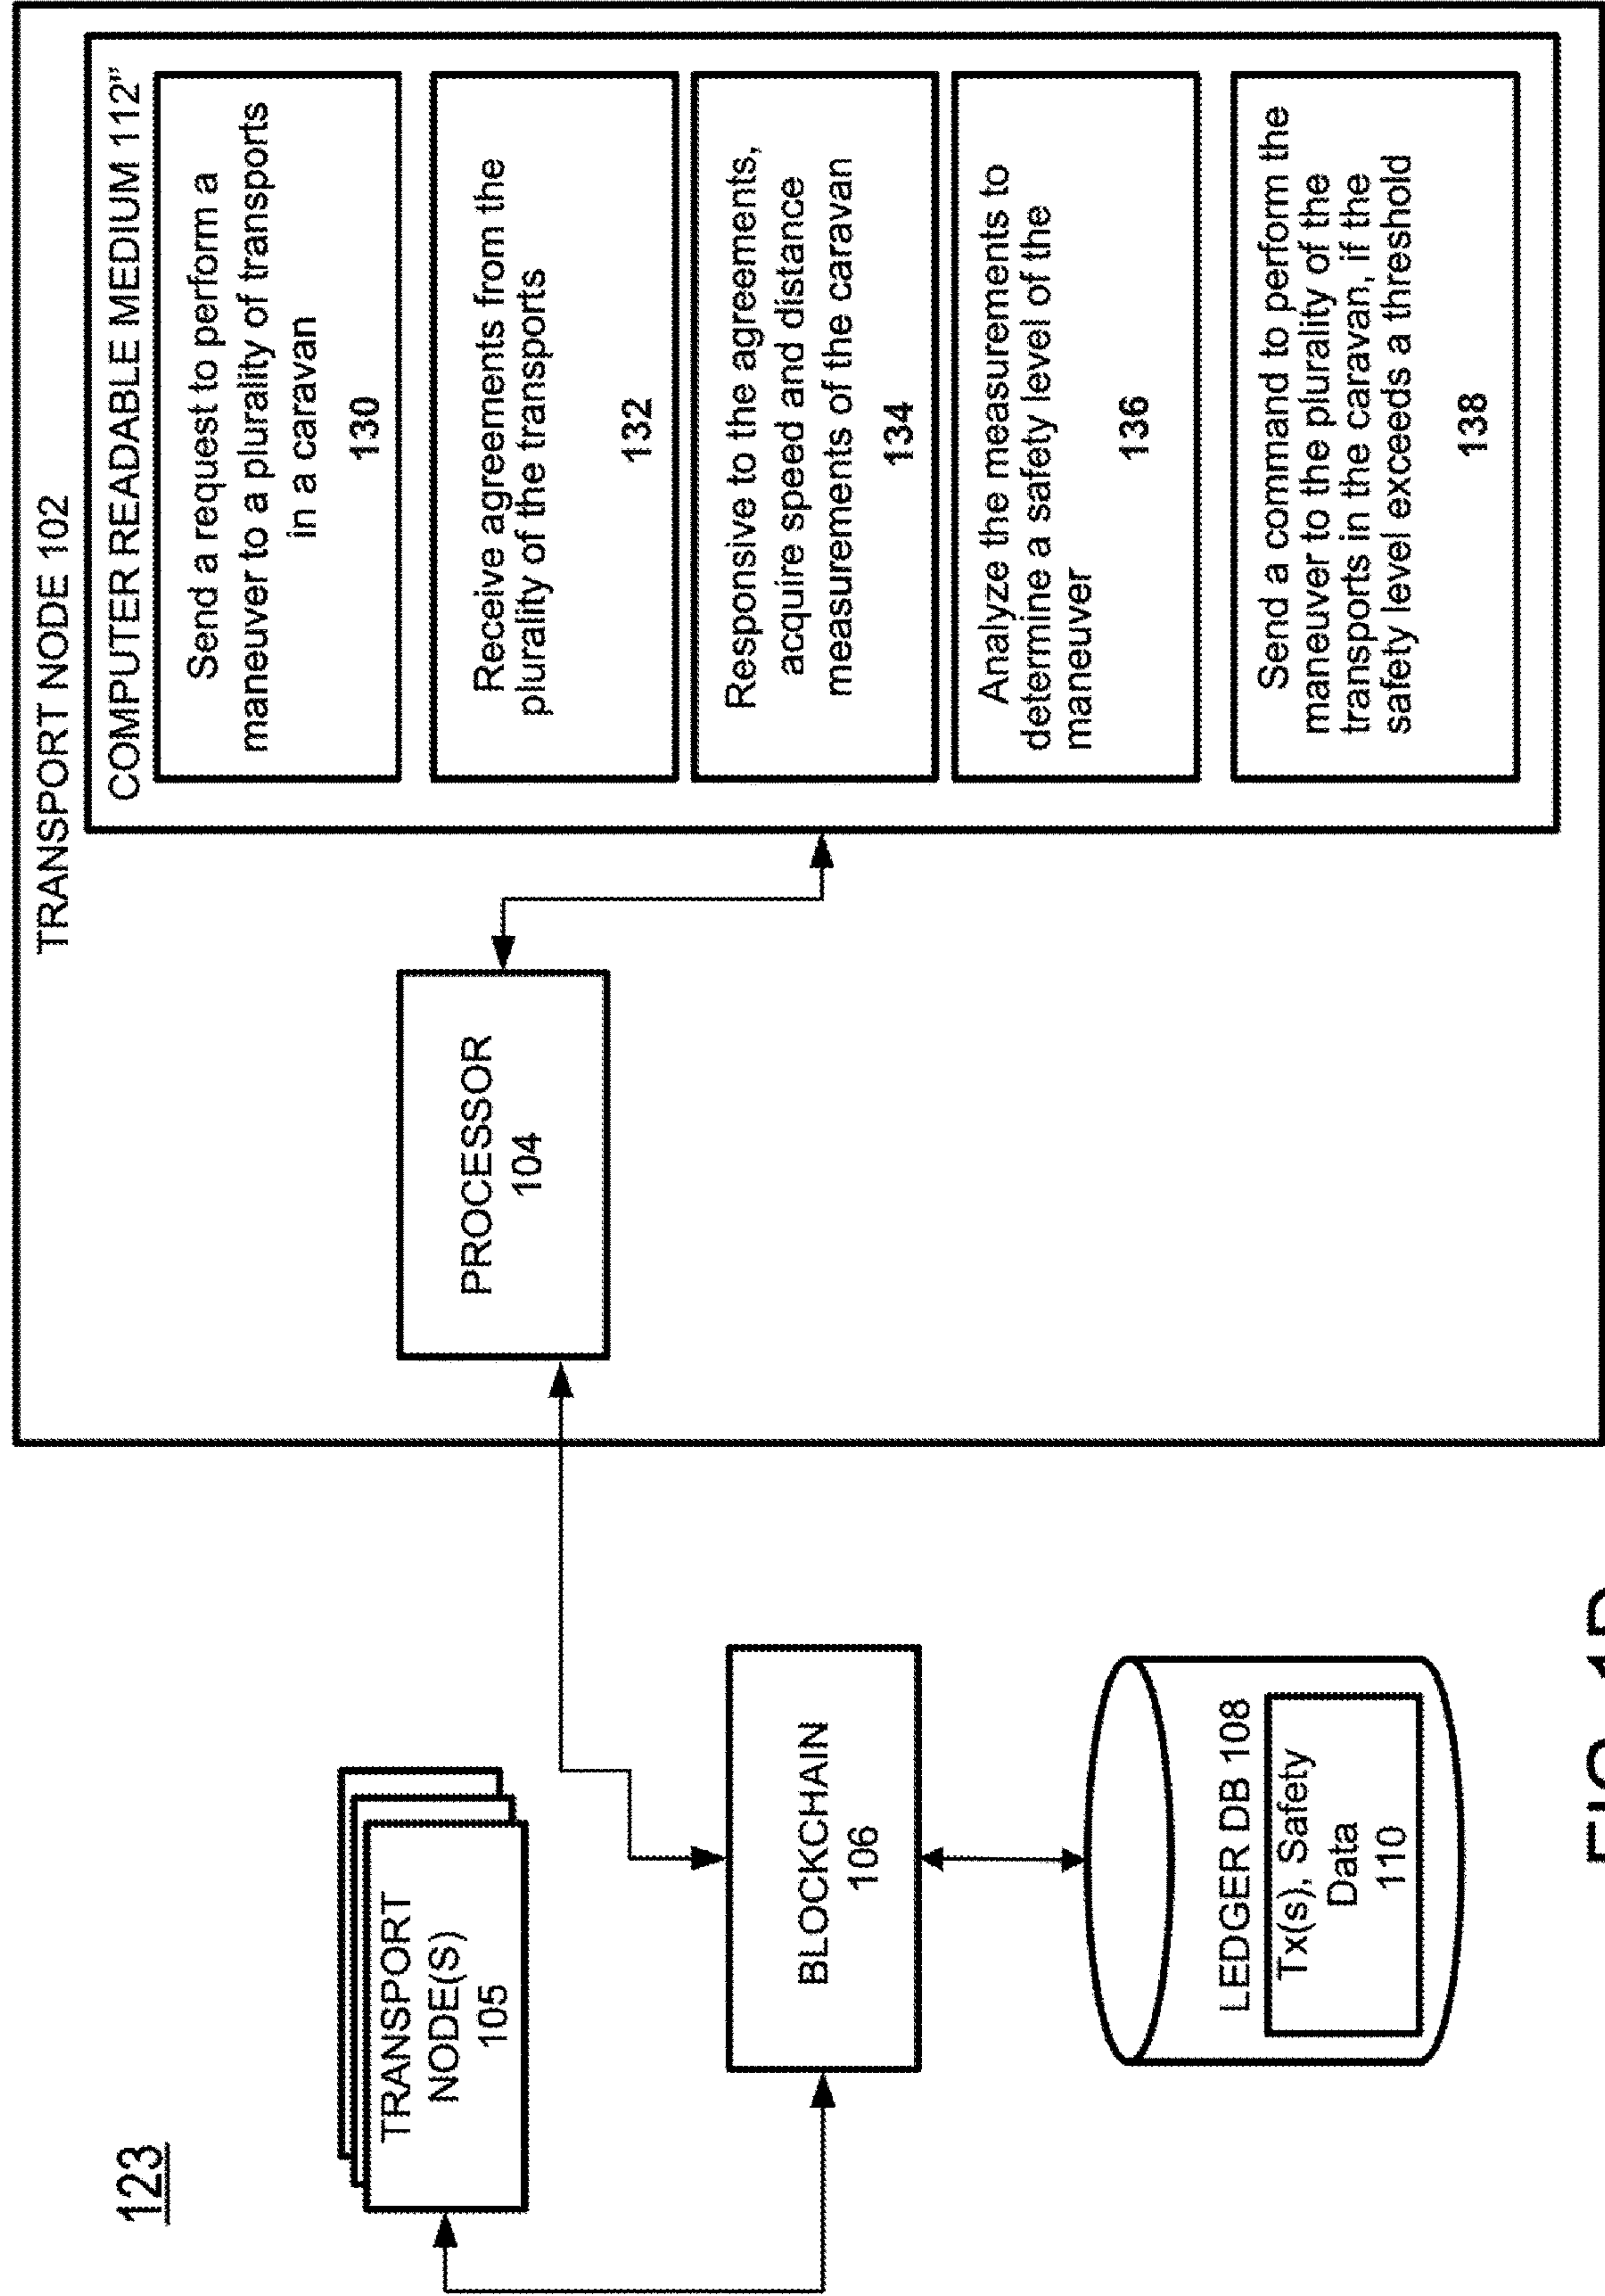 123
TRANSPORT
NODE(S)
105
BLOCKCHAIN
106
LEDGER DB 108
Tx(s), Safety
Data
110
TRANSPORT NODE 102
PROCESSOR
104
COMPUTER READABLE MEDIUM 112"
Send a request to perform a
maneuver to a plurality of transports
in a caravan
130
Receive agreements from the
plurality of the transports
132
Responsive to the agreements,
acquire speed and distance
measurements of the caravan
134
Analyze the measurements to
determine a safety level of the
maneuver
136
Send a command to perform the
maneuver to the plurality of the
transports in the caravan, if the
safety level exceeds a threshold
138